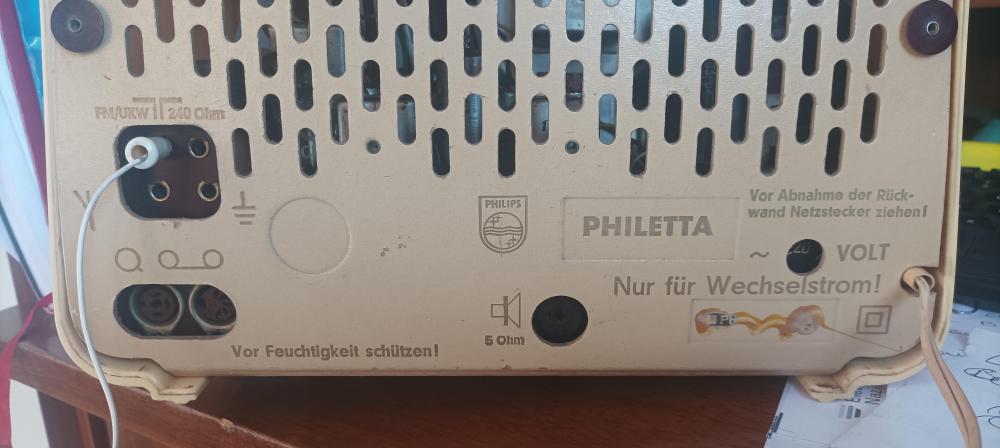 FM/UKW 240 Ohm
PHILIPS
PHILETTA
Vor Abnahme der Rück-
wand Netzstecker ziehen!
~ 220 VOLT
Nur für Wechselstrom!
5 Ohm
Vor Feuchtigkeit schützen!